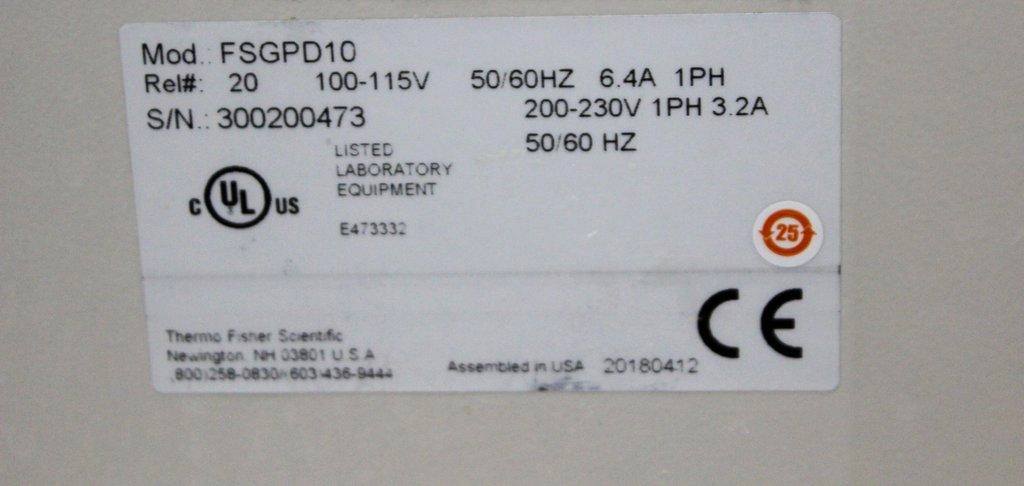 Mod.: FSGPD10
Rel#: 20 100-115V 50/60HZ 6.4A 1PH
200-230V 1PH 3.2A
S/N.: 300200473
50/60 HZ
LISTED
LABORATORY
EQUIPMENT
C UL US
E473332
25
CE
Thermo Fisher Scientific
Newington, NH 03801 U.S.A
(800)258-0830/(603)436-9444
Assembled in USA 20180412